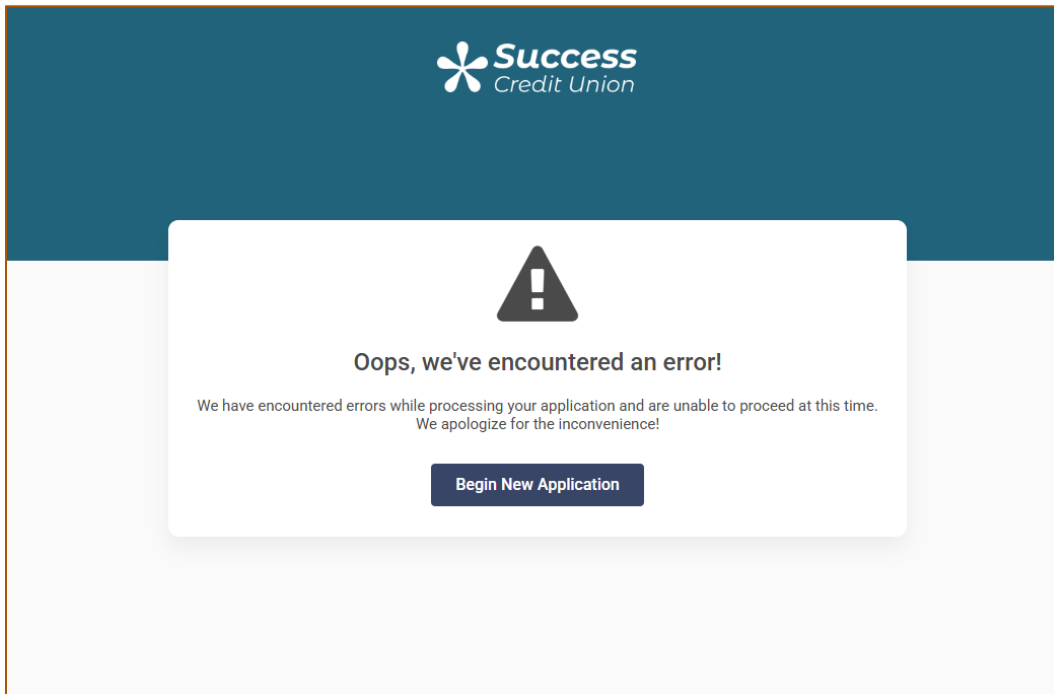 Success
Credit Union
Oops, we've encountered an error!
We have encountered errors while processing your application and are unable to proceed at this time.
We apologize for the inconvenience!
Begin New Application